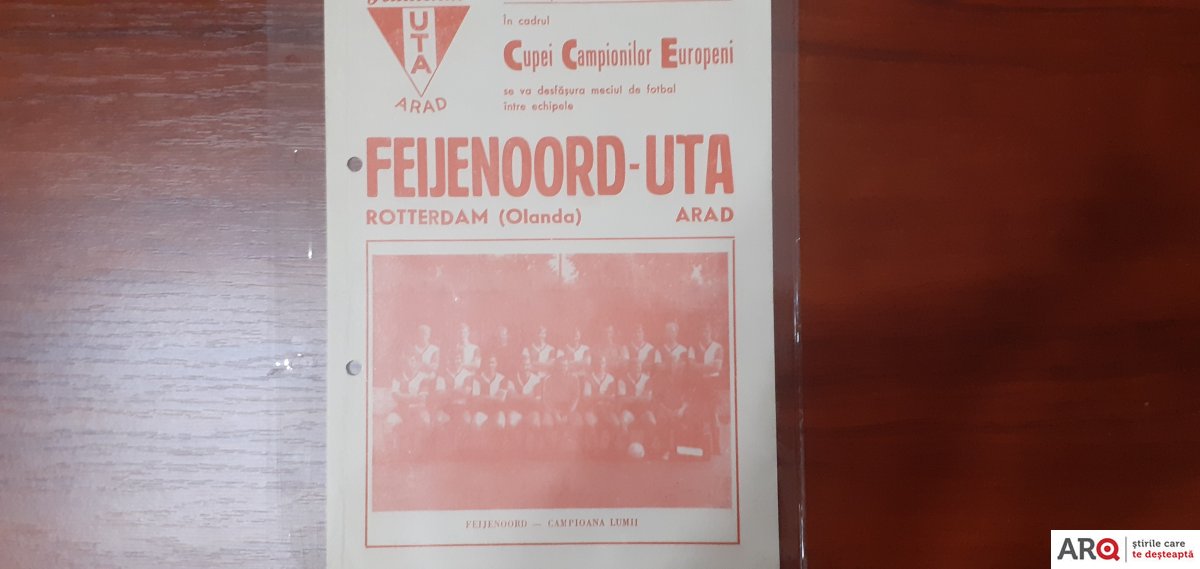 UTA
ARAD
În cadrul
Cupei Campionilor Europeni
se va desfășura meciul de fotbal
între echipele
FEIJENOORD-UTA
ROTTERDAM (Olanda) ARAD
FEIJENOORD — CAMPIOANA LUMII
ARQ știrile care
te deșteaptă